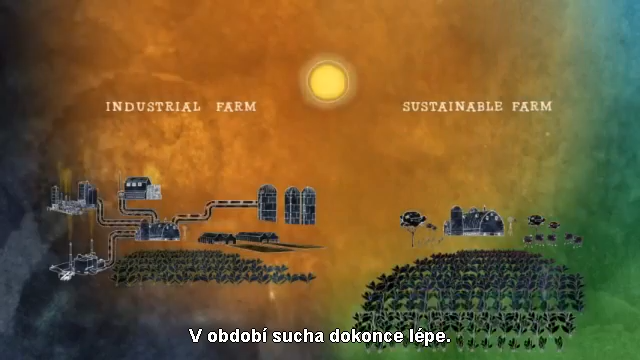 INDUSTRIAL FARM
SUSTAINABLE FARM
V období sucha dokonce lépe.